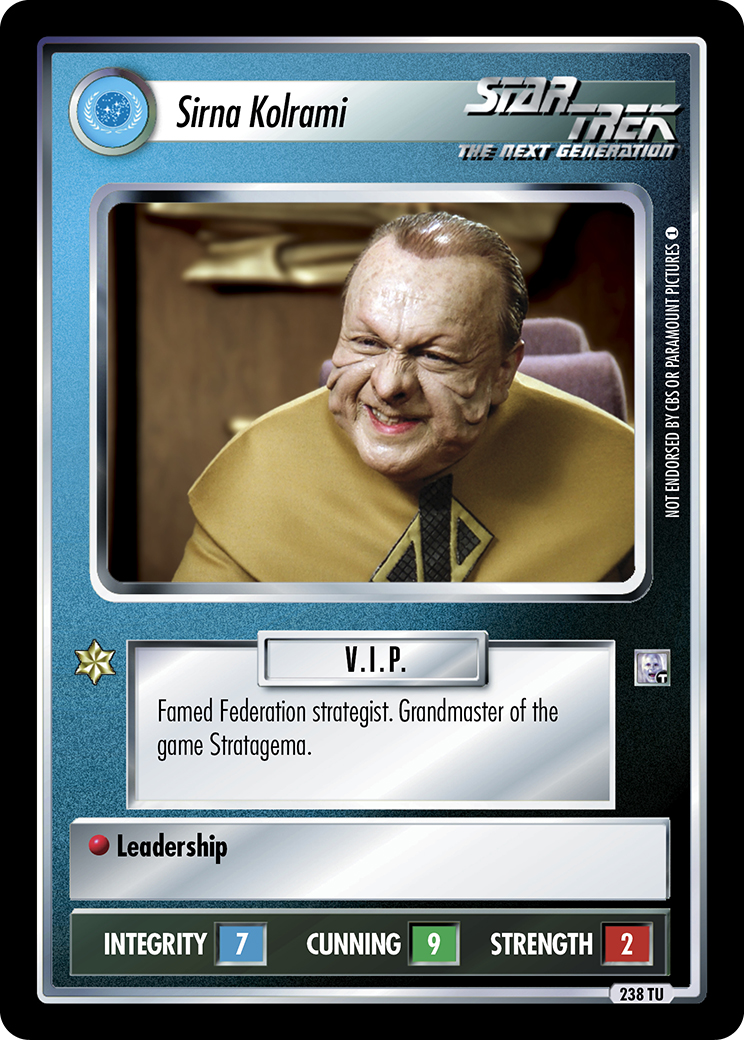 Sirna Kolrami
STAR TREK
THE NEXT GENERATION
NOT ENDORSED BY CBS OR PARAMOUNT PICTURES
V.I.P.
Famed Federation strategist. Grandmaster of the
game Stratagema.
Leadership
INTEGRITY 7 CUNNING 9 STRENGTH 2
238 TU